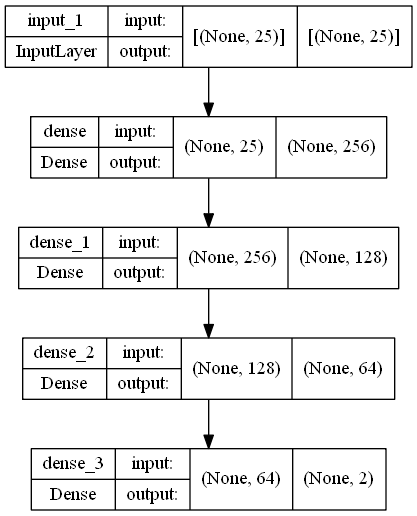 input_1 input: [(None, 25)] [(None, 25)]
InputLayer output:
dense input: (None, 25) (None, 256)
Dense output:
dense_1 input: (None, 256) (None, 128)
Dense output:
dense_2 input: (None, 128) (None, 64)
Dense output:
dense_3 input: (None, 64) (None, 2)
Dense output: